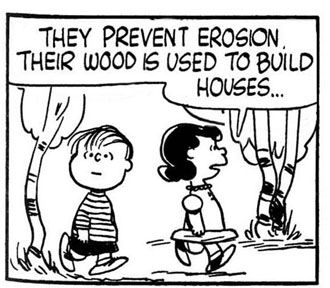 THEY PREVENT EROSION,
THEIR WOOD IS USED TO BUILD
HOUSES...